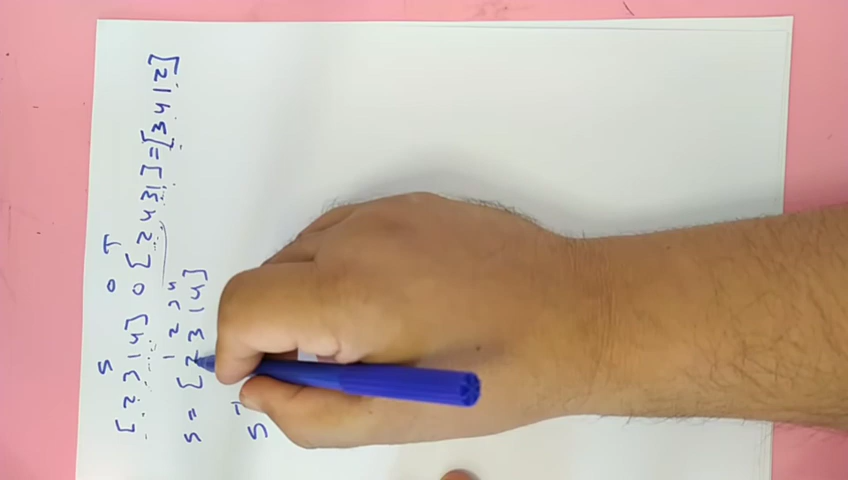 S o T
[2 3 1 4] o [2 4 3 1] = [3 4 1 2]
1 2 3 4
S = [2 3 1 4]
S